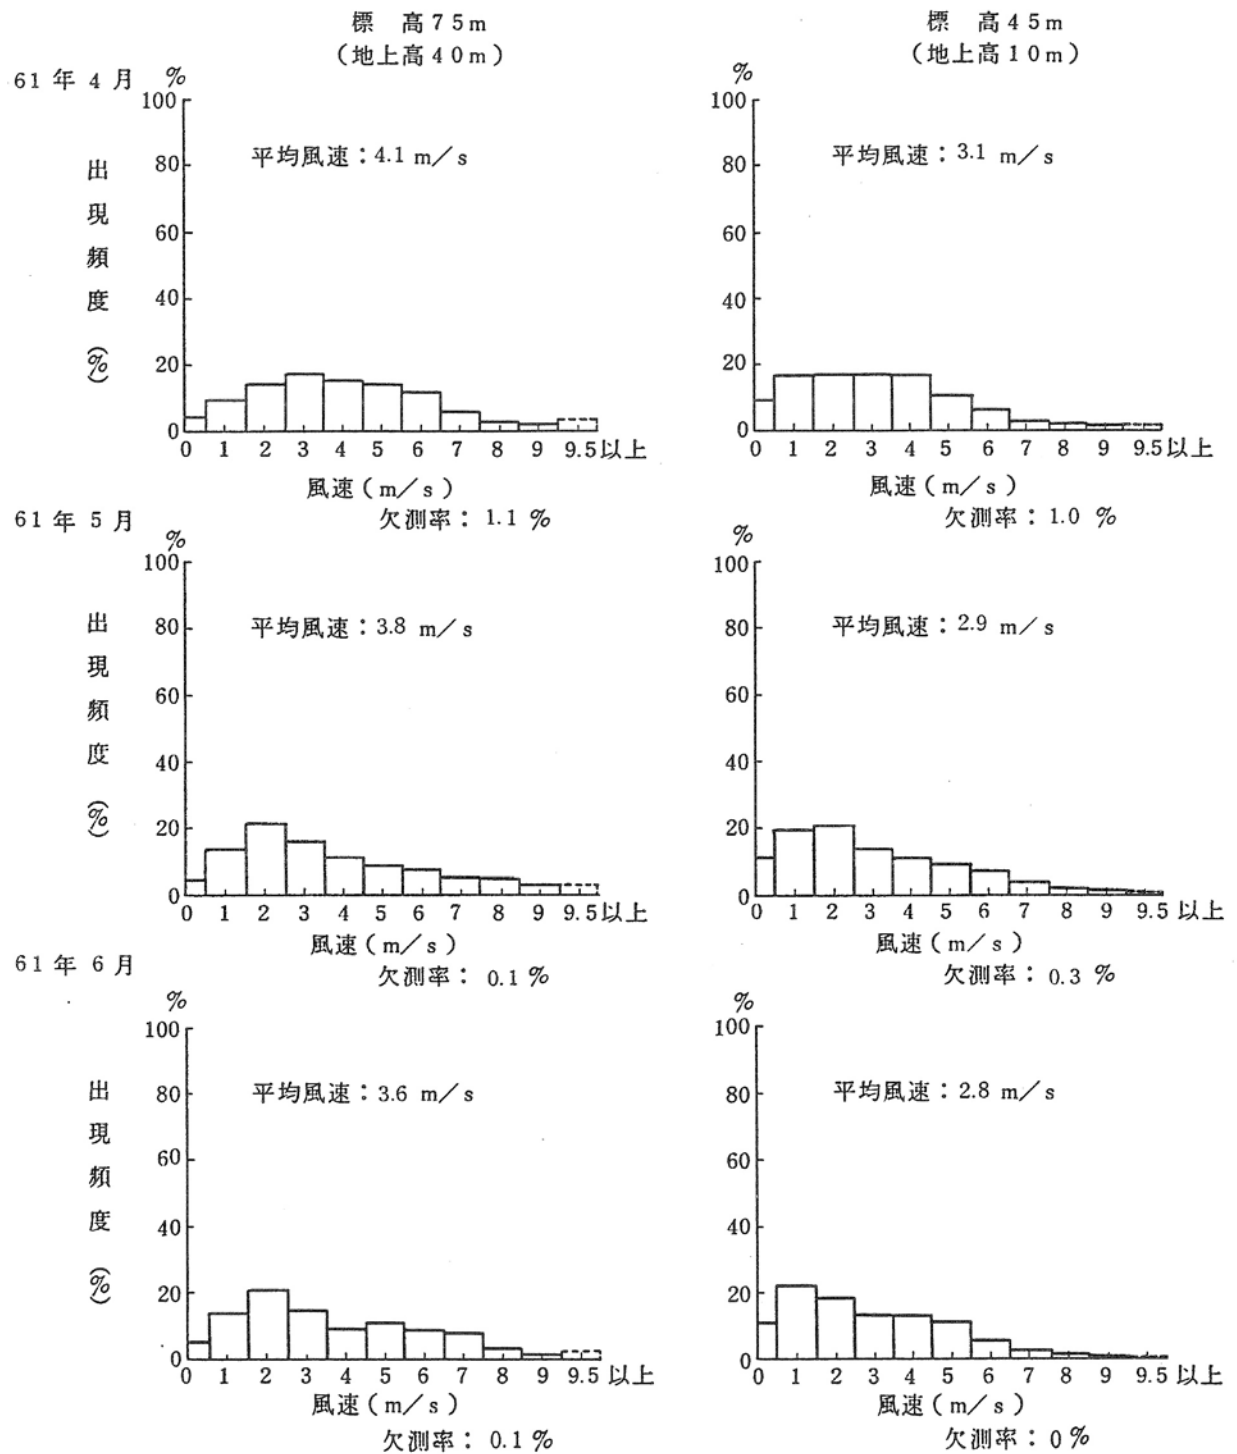 標 高75m
(地上高40m)
標 高45m
(地上高10m)
61年4月
%
100
80
60
40
20
0
出現頻度(%)
平均風速:4.1 m/s
0 1 2 3 4 5 6 7 8 9 9.5以上
風速(m/s)
欠測率:1.1 %
%
100
80
60
40
20
0
平均風速:3.1 m/s
0 1 2 3 4 5 6 7 8 9 9.5以上
風速(m/s)
欠測率:1.0 %
61年5月
%
100
80
60
40
20
0
出現頻度(%)
平均風速:3.8 m/s
0 1 2 3 4 5 6 7 8 9 9.5以上
風速(m/s)
欠測率:0.1 %
%
100
80
60
40
20
0
平均風速:2.9 m/s
0 1 2 3 4 5 6 7 8 9 9.5以上
風速(m/s)
欠測率:0.3 %
61年6月
%
100
80
60
40
20
0
出現頻度(%)
平均風速:3.6 m/s
0 1 2 3 4 5 6 7 8 9 9.5以上
風速(m/s)
欠測率:0.1 %
%
100
80
60
40
20
0
平均風速:2.8 m/s
0 1 2 3 4 5 6 7 8 9 9.5以上
風速(m/s)
欠測率:0%